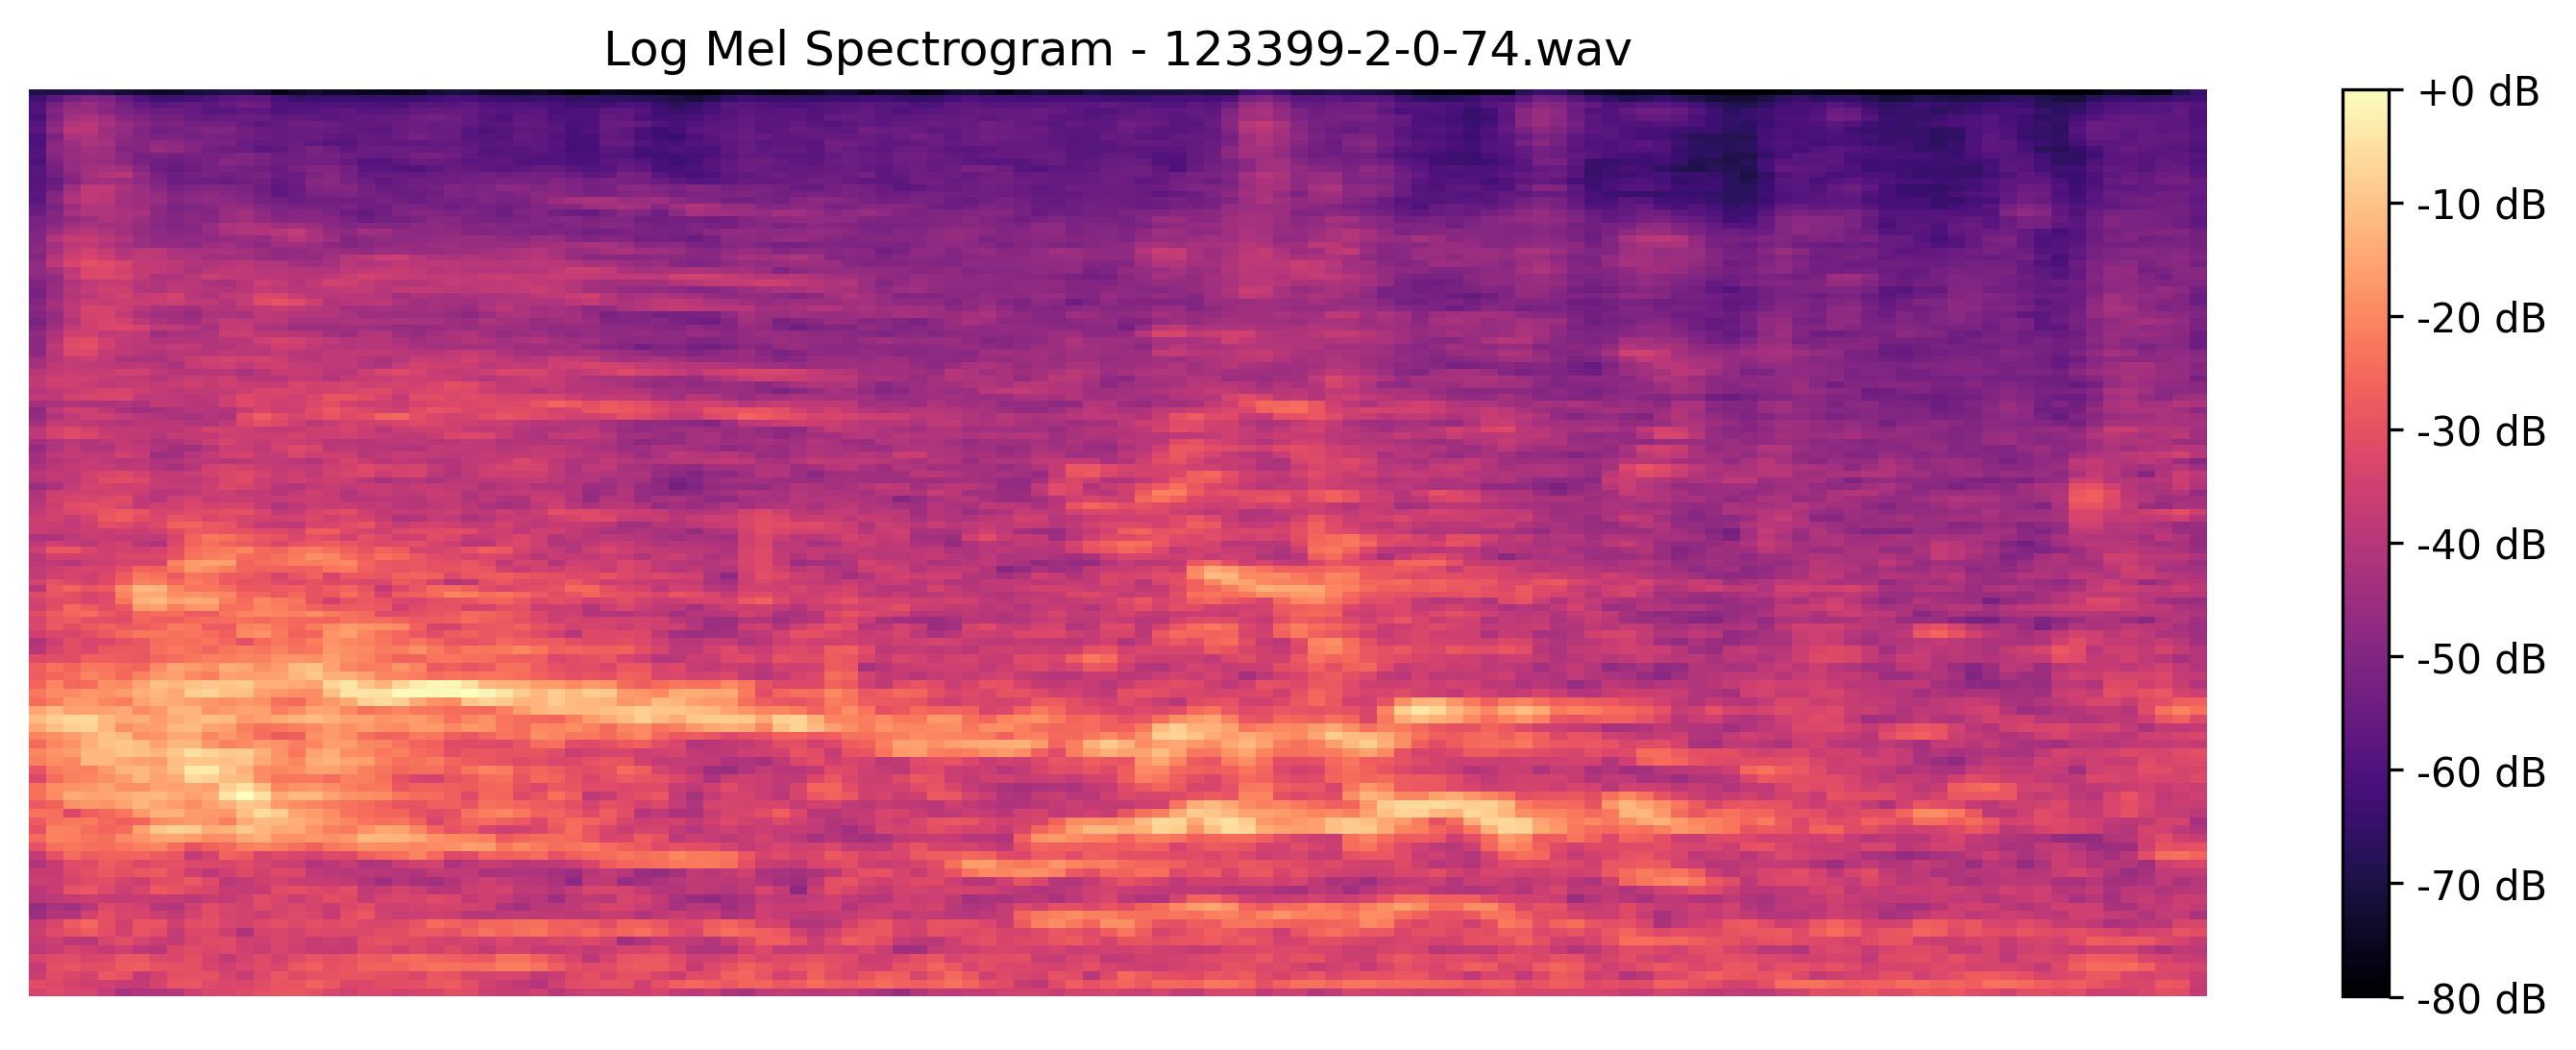 Log Mel Spectrogram - 123399-2-0-74.wav
+0 dB
-10 dB
-20 dB
-30 dB
-40 dB
-50 dB
-60 dB
-70 dB
-80 dB